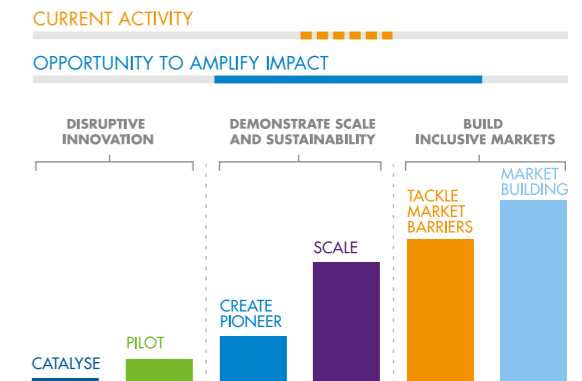 CURRENT ACTIVITY
OPPORTUNITY TO AMPLIFY IMPACT
DISRUPTIVE
INNOVATION
DEMONSTRATE SCALE
AND SUSTAINABILITY
BUILD
INCLUSIVE MARKETS
CATALYSE
PILOT
CREATE
PIONEER
SCALE
TACKLE
MARKET
BARRIERS
MARKET
BUILDING